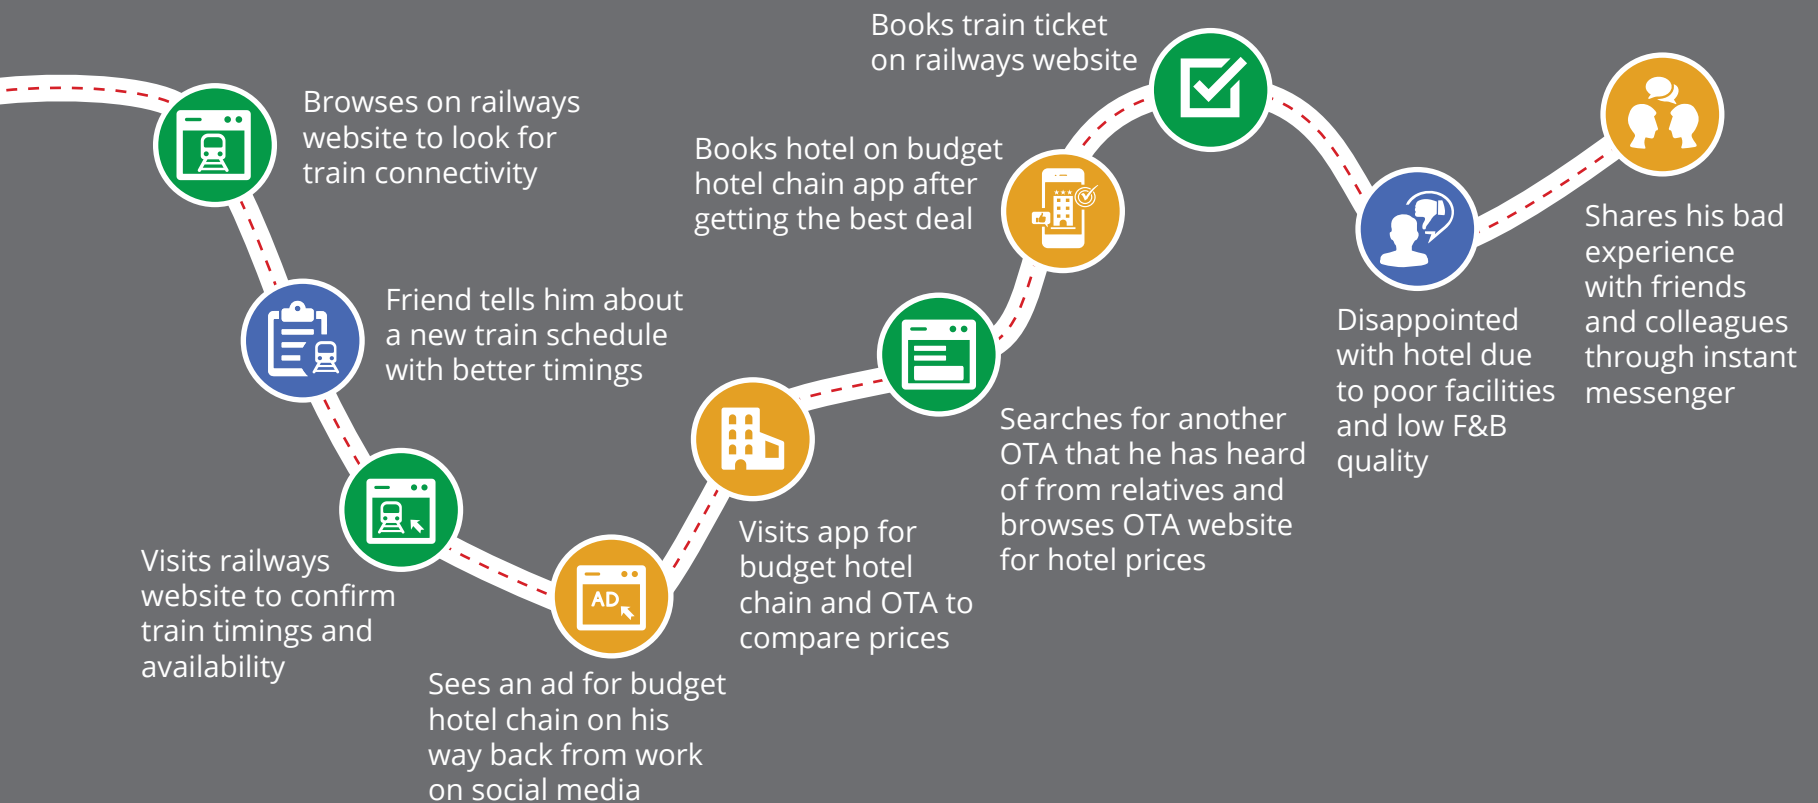 Browses on railways
website to look for
train connectivity
Friend tells him about
a new train schedule
with better timings
Visits railways
website to confirm
train timings and
availability
AD
Sees an ad for budget
hotel chain on his
way back from work
on social media
Visits app for
budget hotel
chain and OTA to
compare prices
Searches for another
OTA that he has heard
of from relatives and
browses OTA website
for hotel prices
Books hotel on budget
hotel chain app after
getting the best deal
Books train ticket
on railways website
Disappointed
with hotel due
to poor facilities
and low F&B
quality
Shares his bad
experience
with friends
and colleagues
through instant
messenger